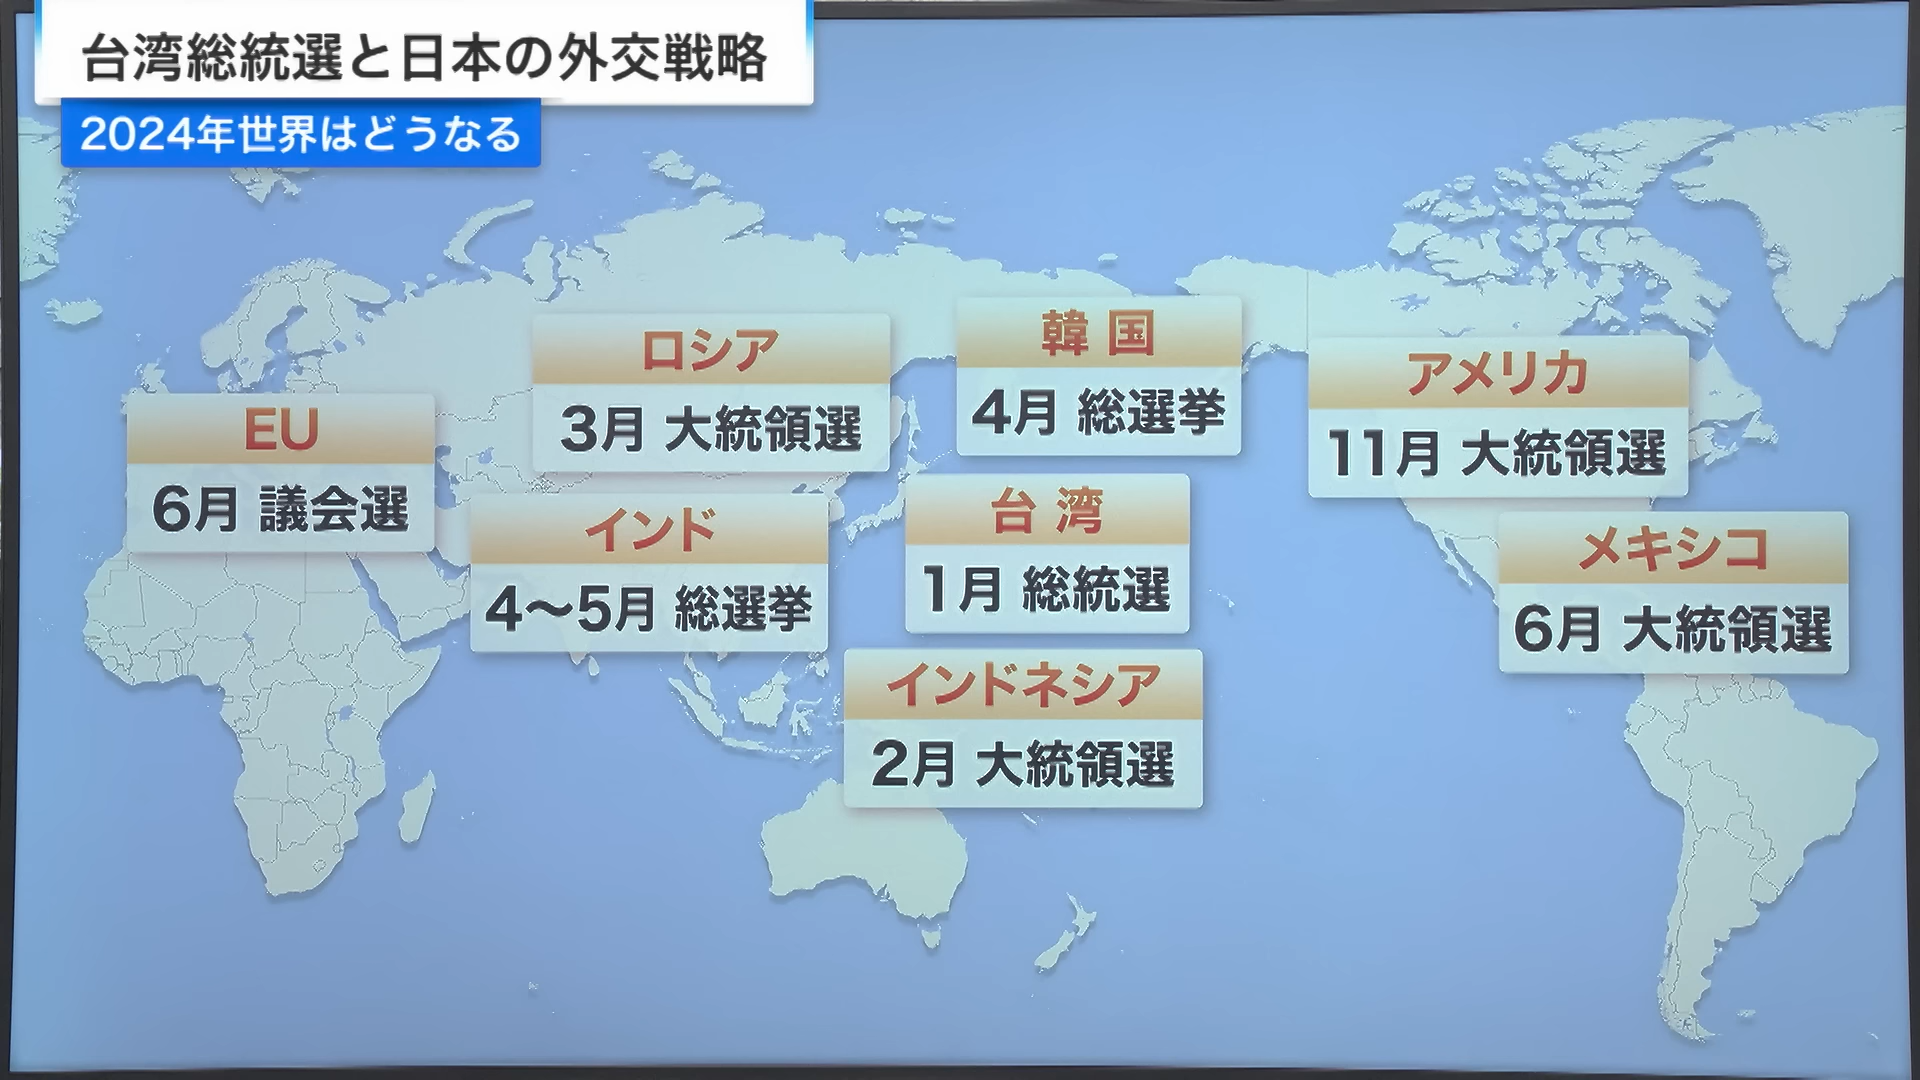 台湾総統選と日本の外交戦略
2024年世界はどうなる
EU
6月 議会選
ロシア
3月 大統領選
インド
4〜5月 総選挙
韓国
4月 総選挙
台湾
1月 総統選
インドネシア
2月 大統領選
アメリカ
11月 大統領選
メキシコ
6月 大統領選